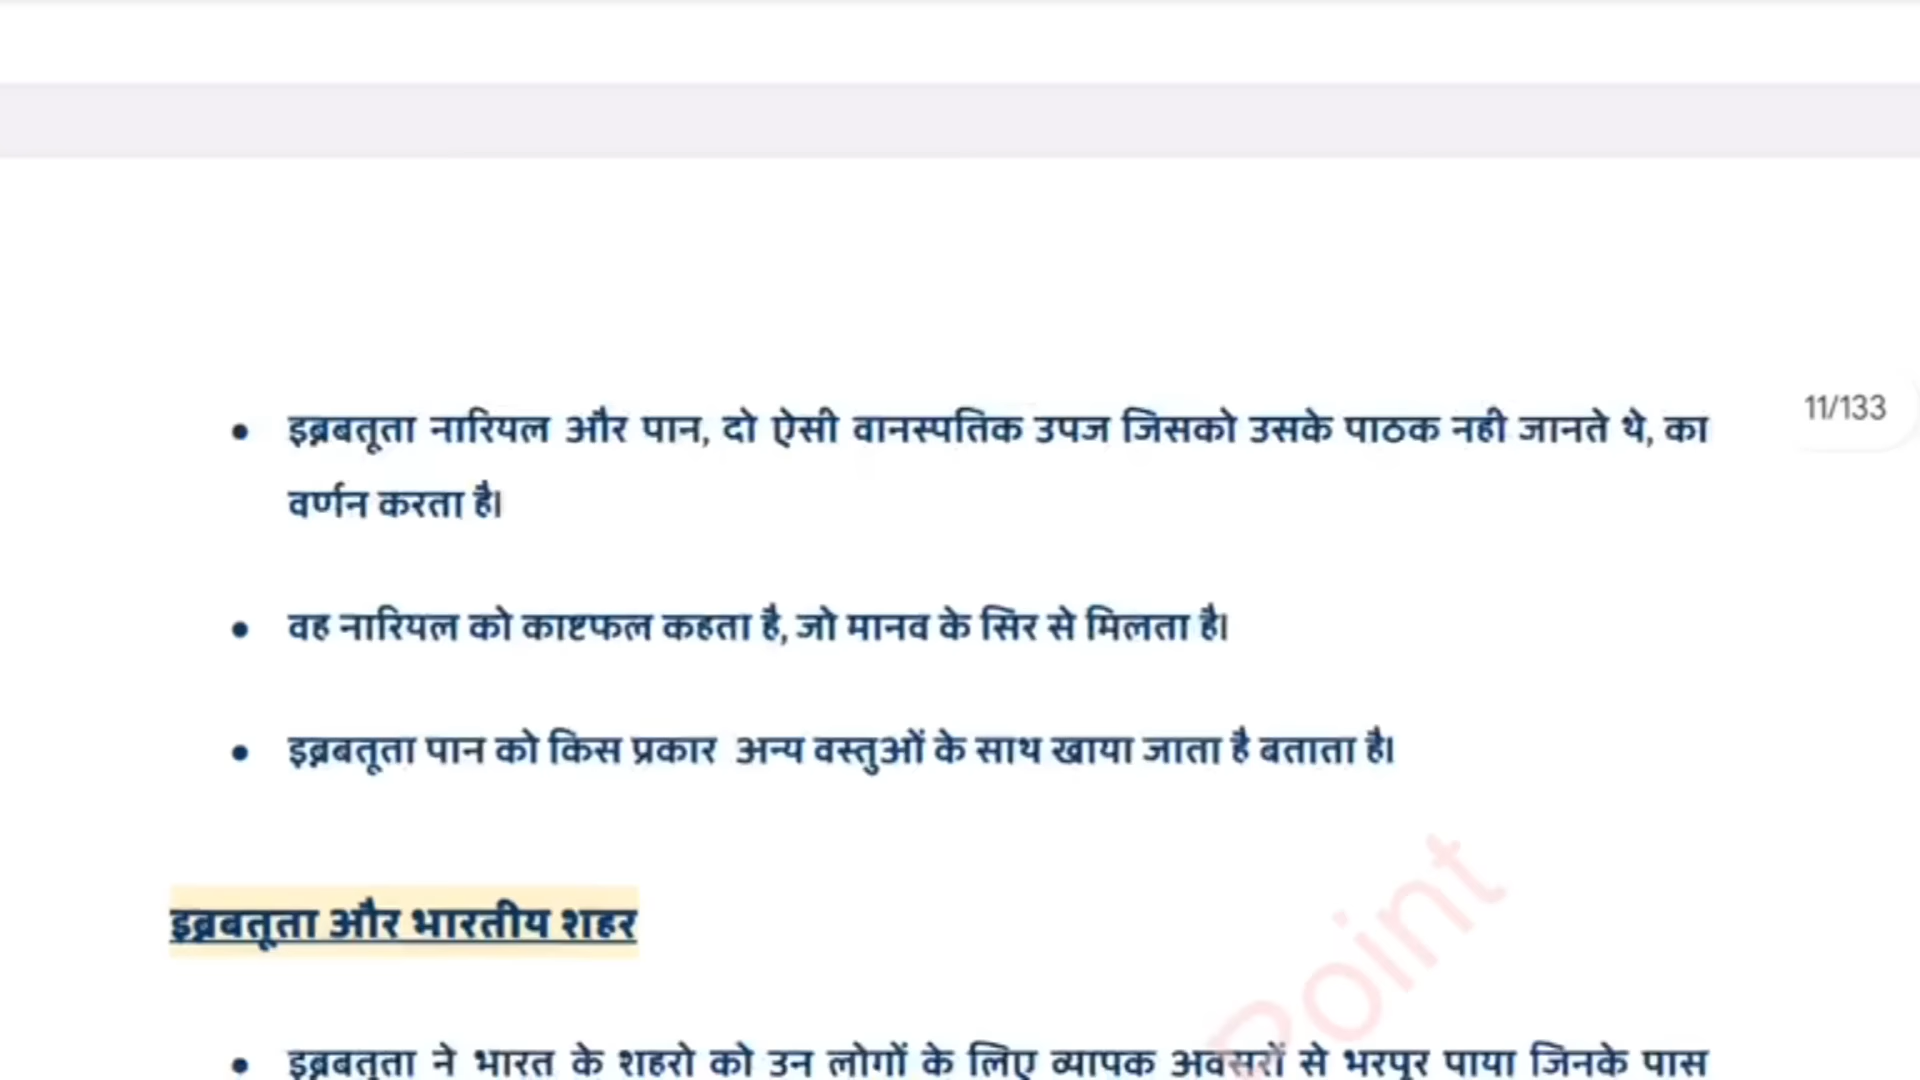 11/133
• इब्नबतूता नारियल और पान, दो ऐसी वानस्पतिक उपज जिसको उसके पाठक नही जानते थे, का
वर्णन करता है।
• वह नारियल को काष्टफल कहता है, जो मानव के सिर से मिलता है।
• इब्नबतूता पान को किस प्रकार अन्य वस्तुओं के साथ खाया जाता है बताता है।
इब्नबतूता और भारतीय शहर
• इब्नबतूता ने भारत के शहरो को उन लोगों के लिए व्यापक अवसरों से भरपूर पाया जिनके पास
Point